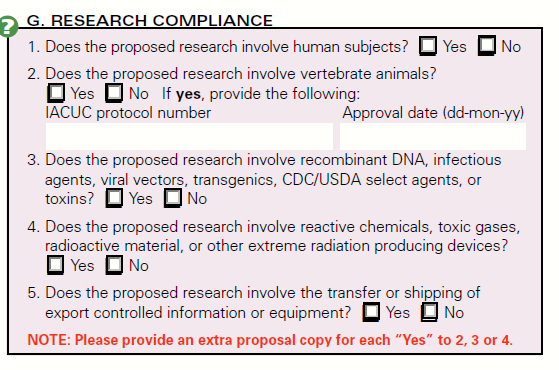 ?
G. RESEARCH COMPLIANCE
1. Does the proposed research involve human subjects? Yes No
2. Does the proposed research involve vertebrate animals?
Yes No If yes, provide the following:
IACUC protocol number Approval date (dd-mon-yy)
3. Does the proposed research involve recombinant DNA, infectious
agents, viral vectors, transgenics, CDC/USDA select agents, or
toxins? Yes No
4. Does the proposed research involve reactive chemicals, toxic gases,
radioactive material, or other extreme radiation producing devices?
Yes No
5. Does the proposed research involve the transfer or shipping of
export controlled information or equipment? Yes No
NOTE: Please provide an extra proposal copy for each “Yes” to 2, 3 or 4.